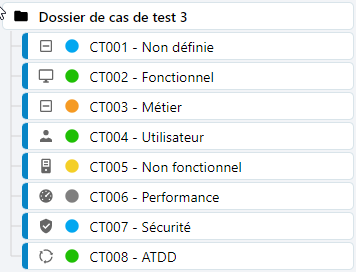 Dossier de cas de test 3
CT001 - Non définie
CT002 - Fonctionnel
CT003 - Métier
CT004 - Utilisateur
CT005 - Non fonctionnel
CT006 - Performance
CT007 - Sécurité
CT008 - ATDD